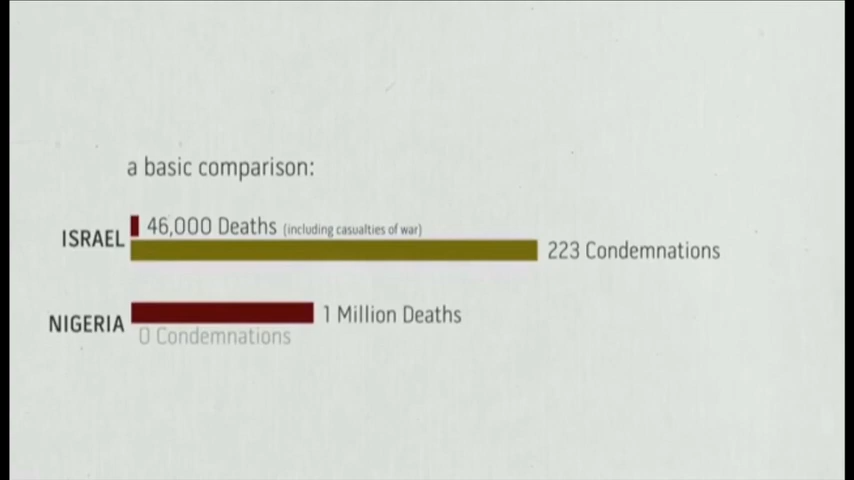 a basic comparison:
ISRAEL
46,000 Deaths (including casualties of war)
223 Condemnations
NIGERIA
1 Million Deaths
0 Condemnations